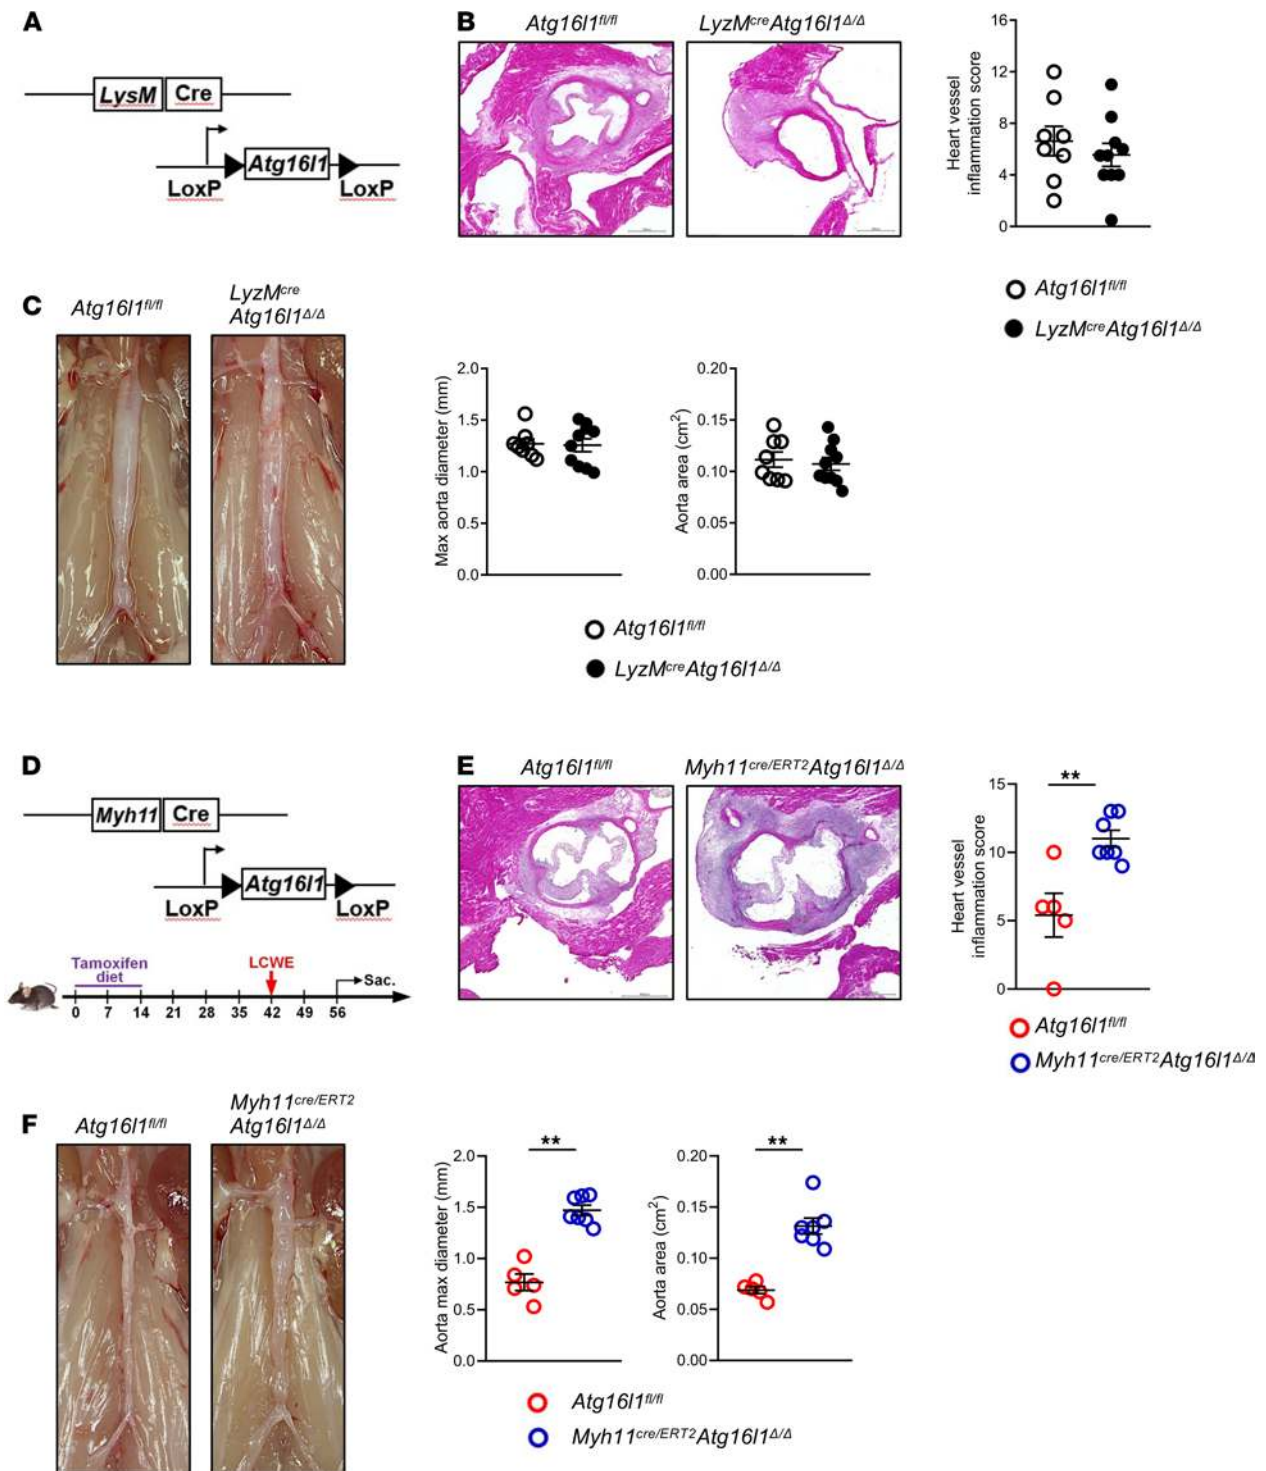 A
LysM Cre
Atg16l1
LoxP LoxP
B
Atg16l1fl/fl LyzMcreAtg16l1Δ/Δ
Heart vessel
inflammation score
16
12
8
4
0
Atg16l1fl/fl
LyzMcreAtg16l1Δ/Δ
C
Atg16l1fl/fl
LyzMcre
Atg16l1Δ/Δ
Max aorta diameter (mm)
2.0
1.5
1.0
0.5
0.0
Aorta area (cm2)
0.20
0.15
0.10
0.05
0.00
Atg16l1fl/fl
LyzMcreAtg16l1Δ/Δ
D
Myh11 Cre
Atg16l1
LoxP LoxP
Tamoxifen
diet
LCWE
Sac.
0 7 14 21 28 35 42 49 56
E
Atg16l1fl/fl Myh11cre/ERT2Atg16l1Δ/Δ
Heart vessel
inflammation score
**
15
10
5
0
Atg16l1fl/fl
Myh11cre/ERT2Atg16l1Δ/Δ
F
Atg16l1fl/fl
Myh11cre/ERT2
Atg16l1Δ/Δ
Aorta max diameter (mm)
**
2.0
1.5
1.0
0.5
0.0
Aorta area (cm2)
**
0.20
0.15
0.10
0.05
0.00
Atg16l1fl/fl
Myh11cre/ERT2Atg16l1Δ/Δ